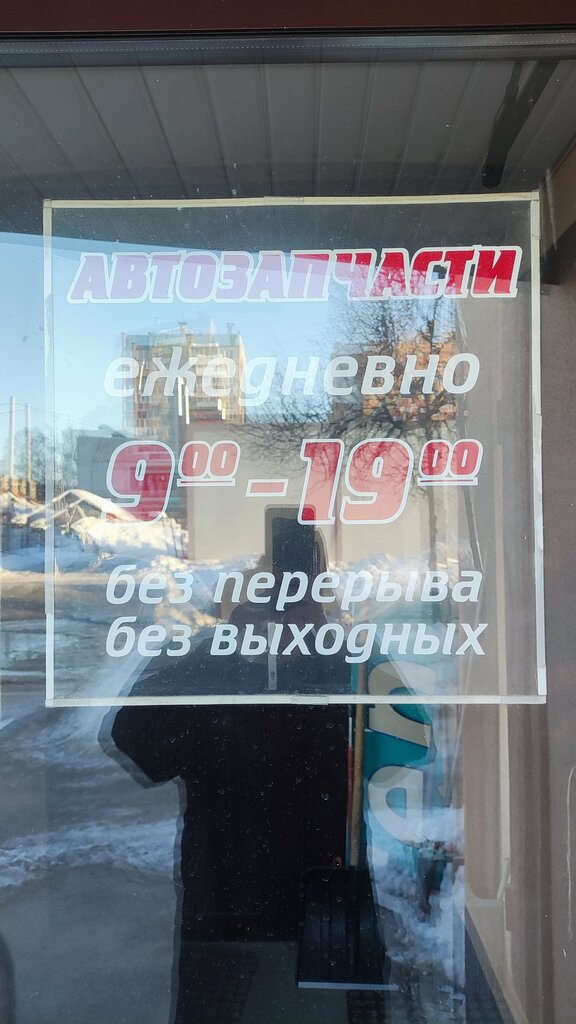 АВТОЗАПЧАСТИ
ежедневно
9⁰⁰-19⁰⁰
без перерыва
без выходных